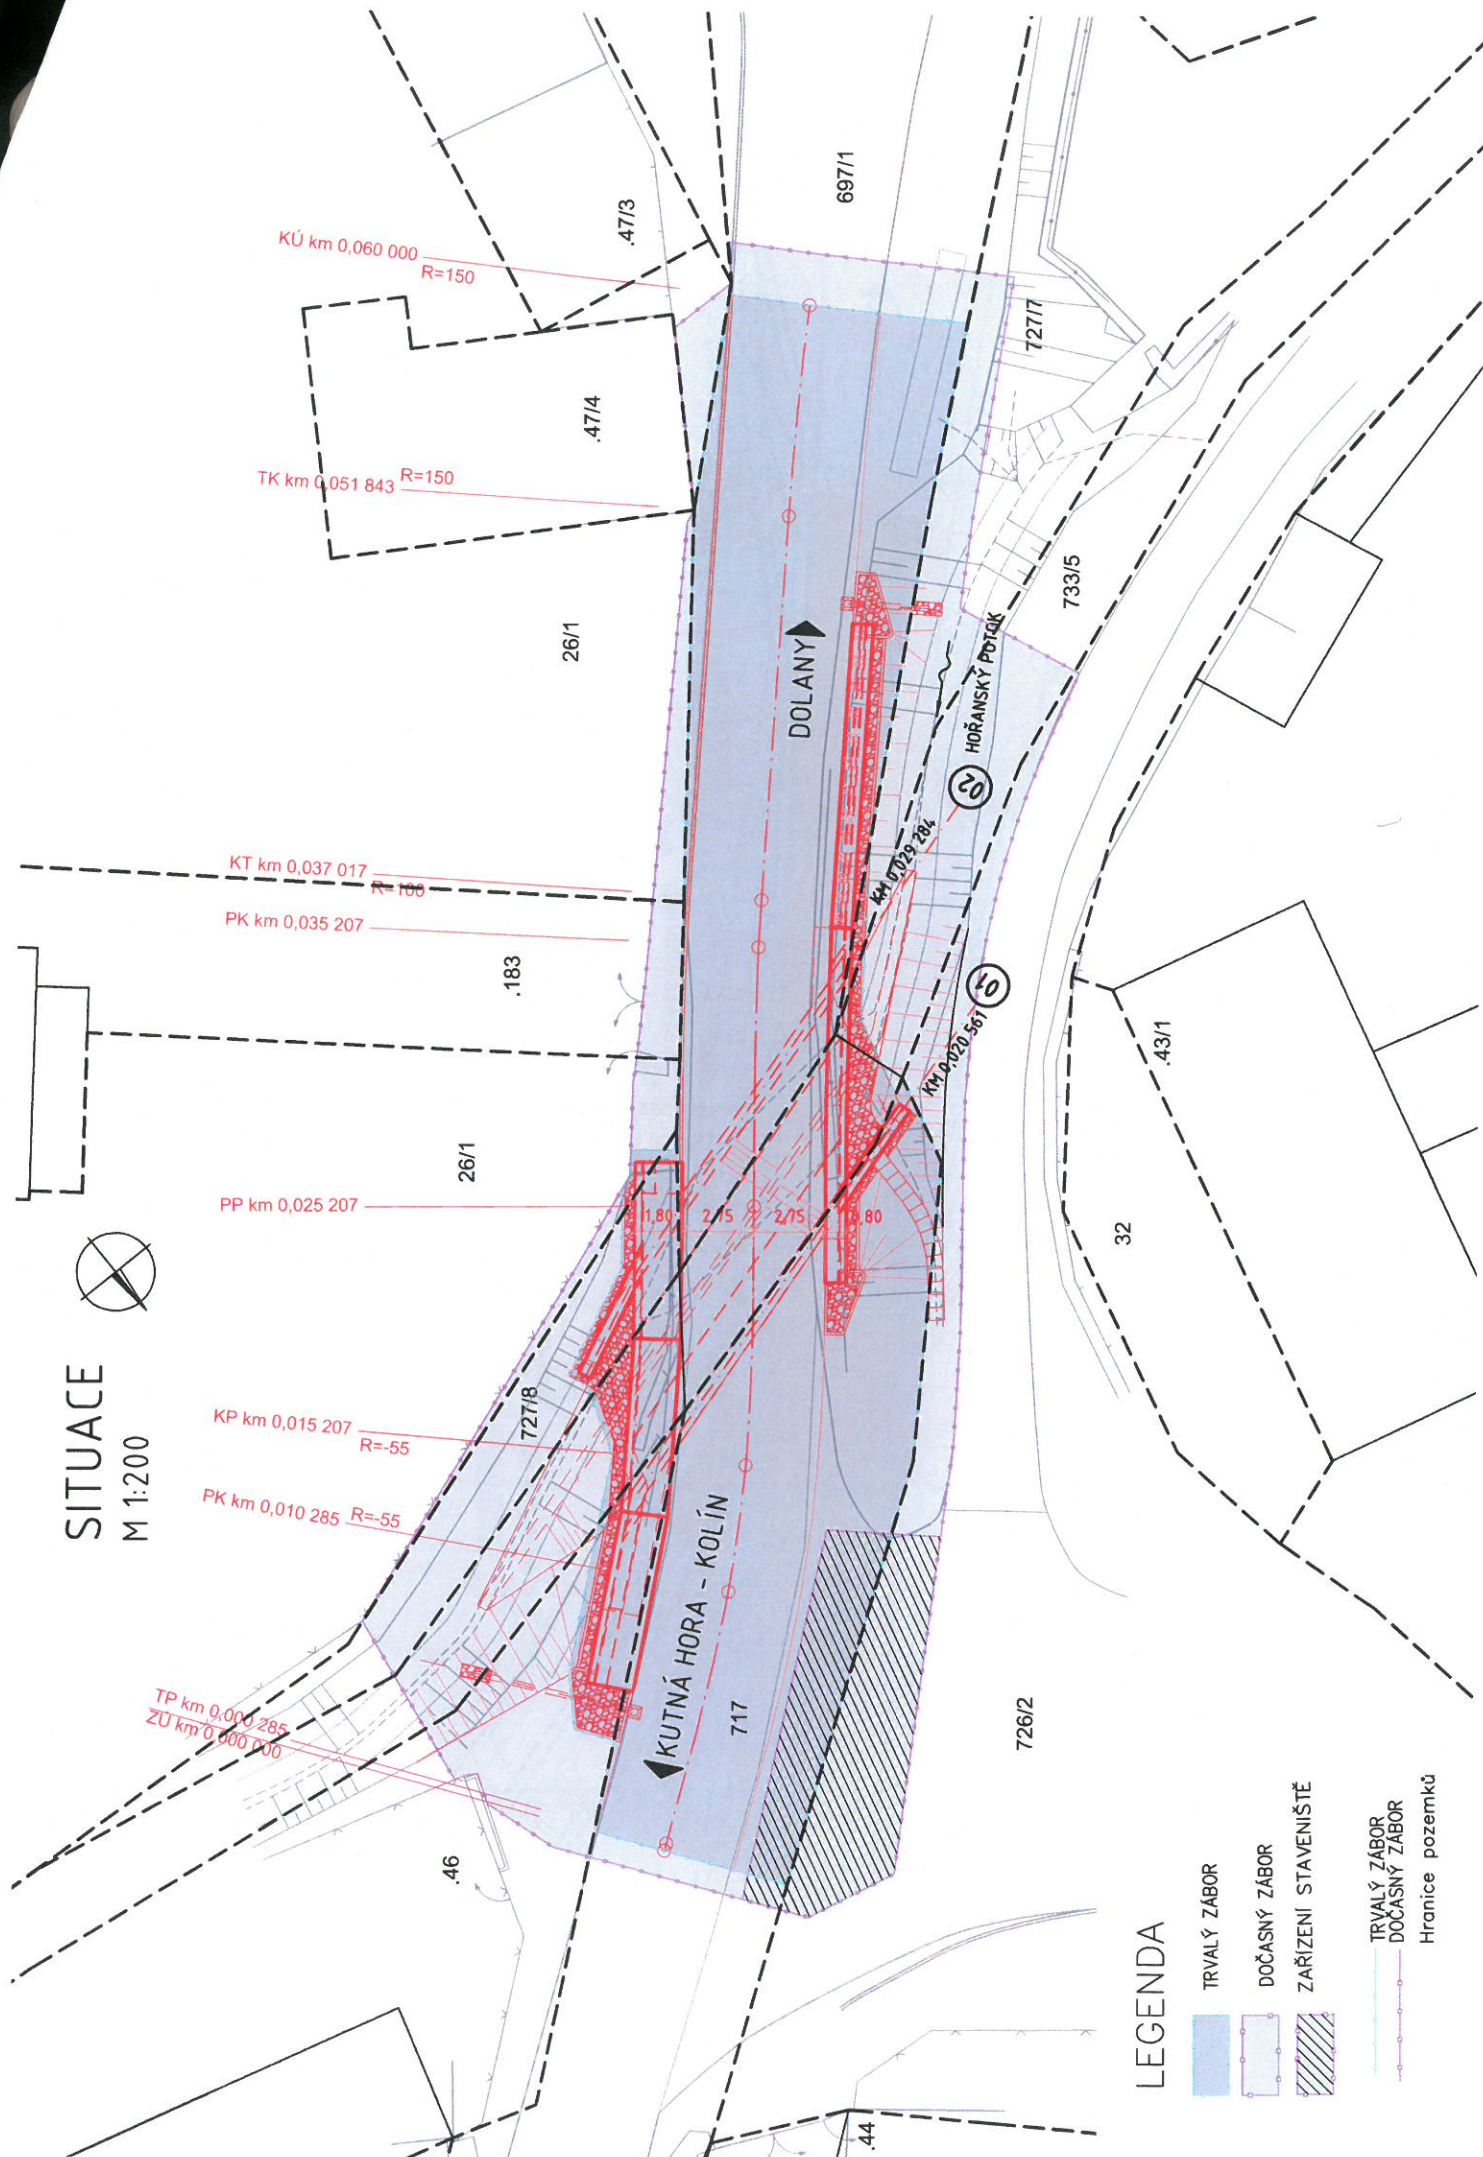 SITUACE
M 1:200
KÚ km 0,060 000
R=150
TK km 0,051 843
R=150
KT km 0,037 017
R=100
PK km 0,035 207
PP km 0,025 207
KP km 0,015 207
R=-55
PK km 0,010 285
R=-55
TP km 0,000 285
ZÚ km 0,000 000
.47/3
697/1
.47/4
727/7
26/1
733/5
DOLANY
HOŘANSKÝ POTOK
02
KM 0,029 284
.183
01
KM 0,020 561
.43/1
26/1
1,80
2,75
2,75
0,80
32
727/8
KUTNÁ HORA - KOLÍN
717
726/2
.46
.44
LEGENDA
TRVALÝ ZÁBOR
DOČASNÝ ZÁBOR
ZAŘÍZENÍ STAVENIŠTĚ
TRVALÝ ZÁBOR
DOČASNÝ ZÁBOR
Hranice pozemků